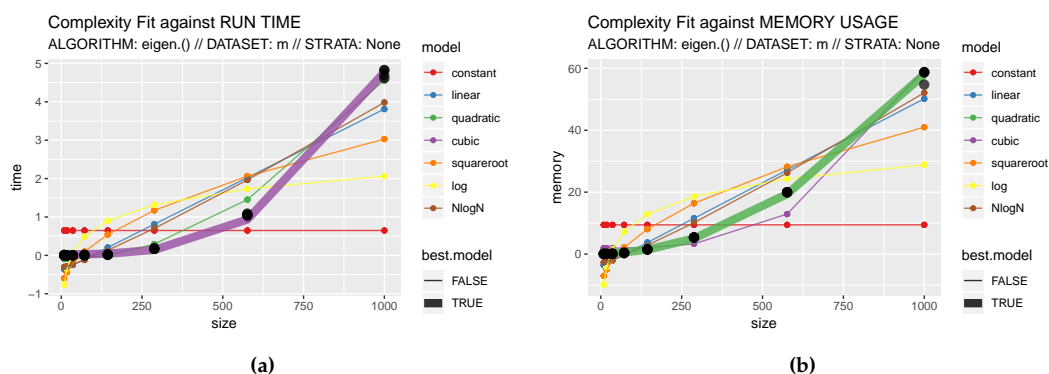 Complexity Fit against RUN TIME
ALGORITHM: eigen.() // DATASET: m // STRATA: None
time
5
4
3
2
1
0
−1
0 250 500 750 1000
size
model
constant
linear
quadratic
cubic
squareroot
log
NlogN
best.model
FALSE
TRUE
(a)
Complexity Fit against MEMORY USAGE
ALGORITHM: eigen.() // DATASET: m // STRATA: None
memory
60
40
20
0
0 250 500 750 1000
size
model
constant
linear
quadratic
cubic
squareroot
log
NlogN
best.model
FALSE
TRUE
(b)